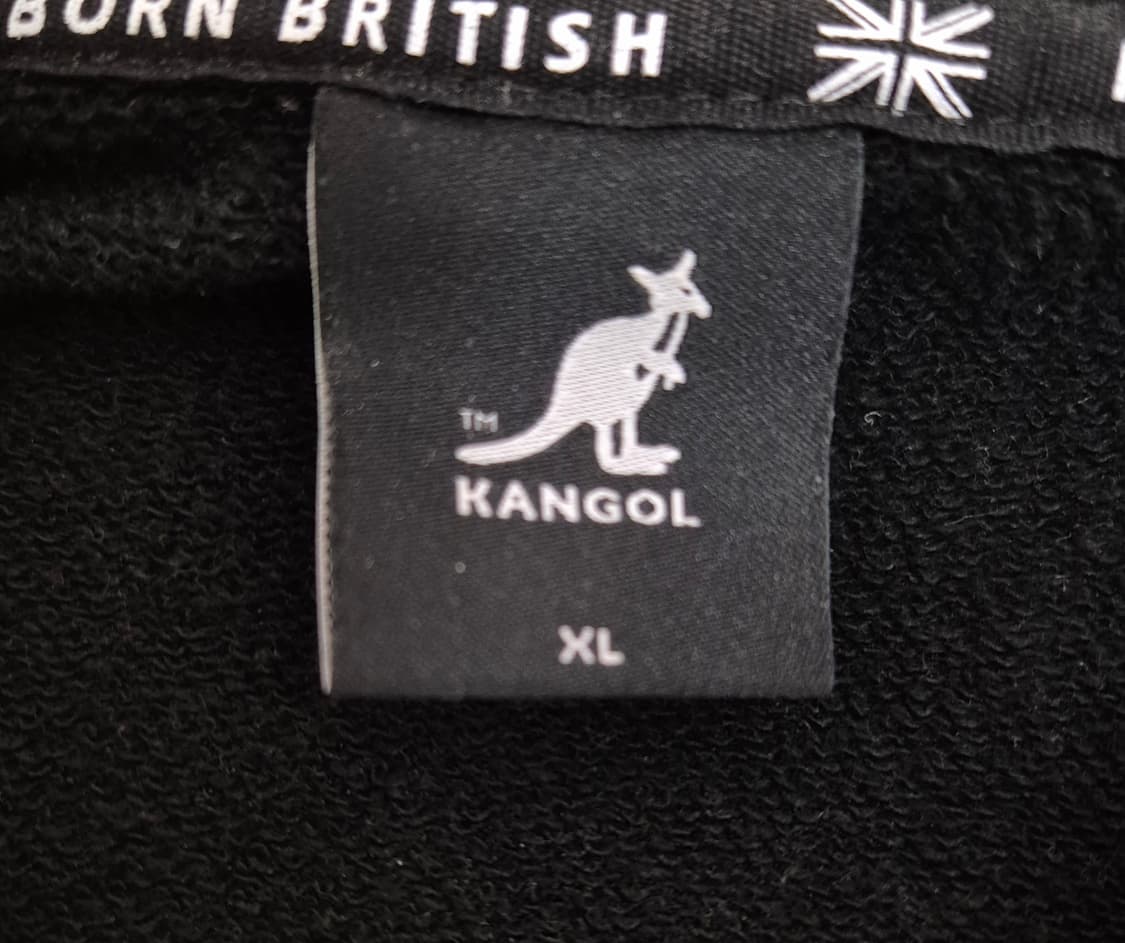 BORN BRITISH
TM
KANGOL
XL